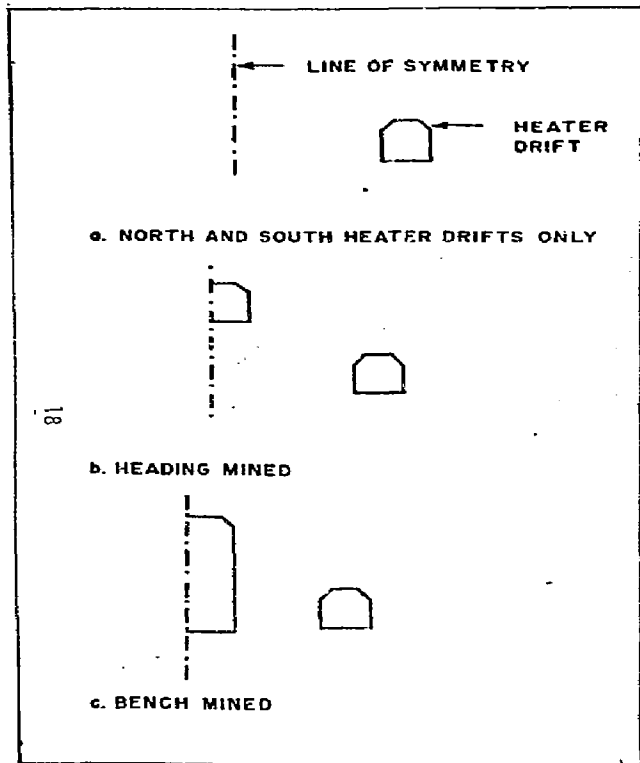 LINE OF SYMMETRY
HEATER
DRIFT
a. NORTH AND SOUTH HEATER DRIFTS ONLY
18
b. HEADING MINED
c. BENCH MINED